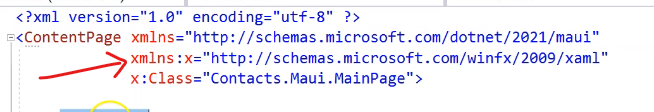 <?xml version="1.0" encoding="utf-8" ?>
<ContentPage xmlns="http://schemas.microsoft.com/dotnet/2021/maui"
xmlns:x="http://schemas.microsoft.com/winfx/2009/xaml"
x:Class="Contacts.Maui.MainPage">